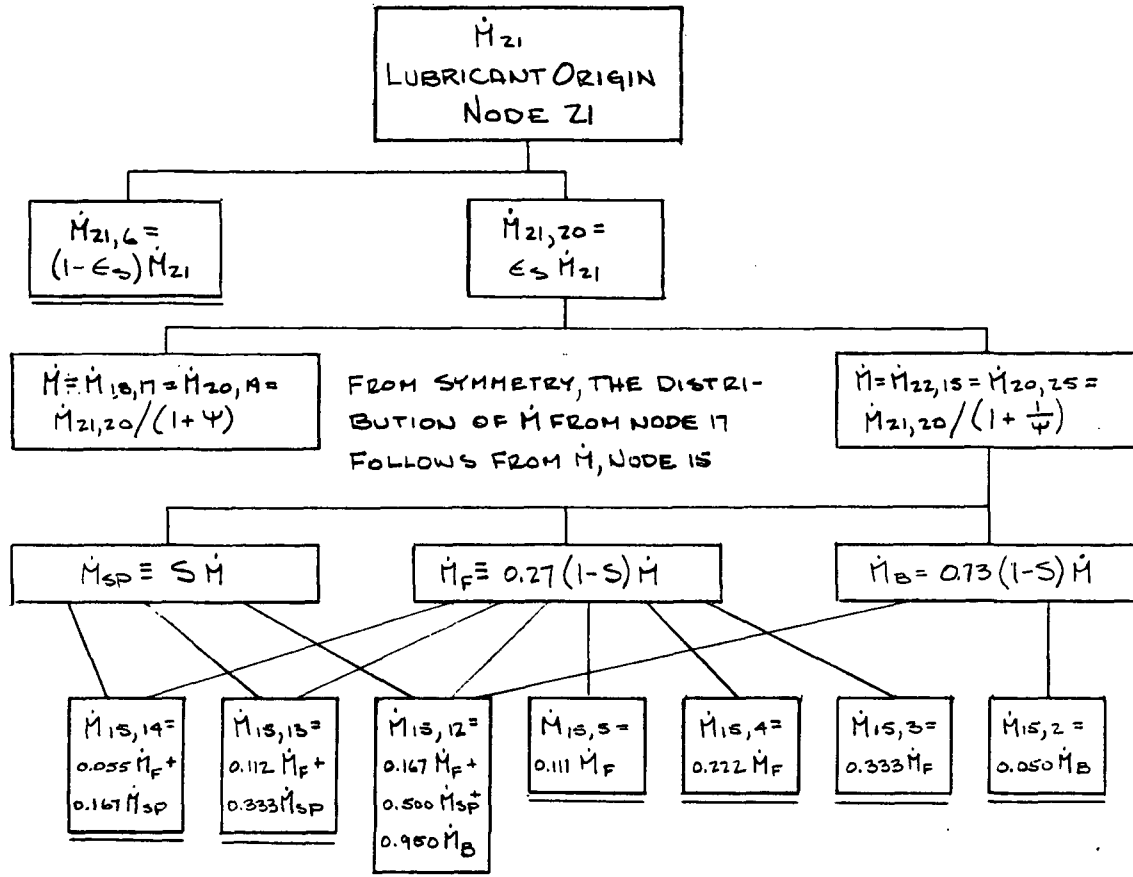 Ṁ21
LUBRICANT ORIGIN
NODE 21
Ṁ21,6 =
(1-ϵS) Ṁ21
Ṁ21,20 =
ϵS Ṁ21
Ṁ ≡ Ṁ18,17 = Ṁ20,19 =
Ṁ21,20/(1+Ψ)
FROM SYMMETRY, THE DISTRI-
BUTION OF Ṁ FROM NODE 17
FOLLOWS FROM Ṁ, NODE 15
Ṁ = Ṁ22,15 = Ṁ20,25 =
Ṁ21,20/(1+1/Ψ)
ṀSP ≡ S Ṁ
ṀF ≡ 0.27(1-S) Ṁ
ṀB = 0.73(1-S) Ṁ
Ṁ15,14 =
0.055 ṀF +
0.167 ṀSP
Ṁ15,13 =
0.112 ṀF +
0.333 ṀSP
Ṁ15,12 =
0.167 ṀF +
0.500 ṀSP +
0.950 ṀB
Ṁ15,5 =
0.111 ṀF
Ṁ15,4 =
0.222 ṀF
Ṁ15,3 =
0.333 ṀF
Ṁ15,2 =
0.050 ṀB